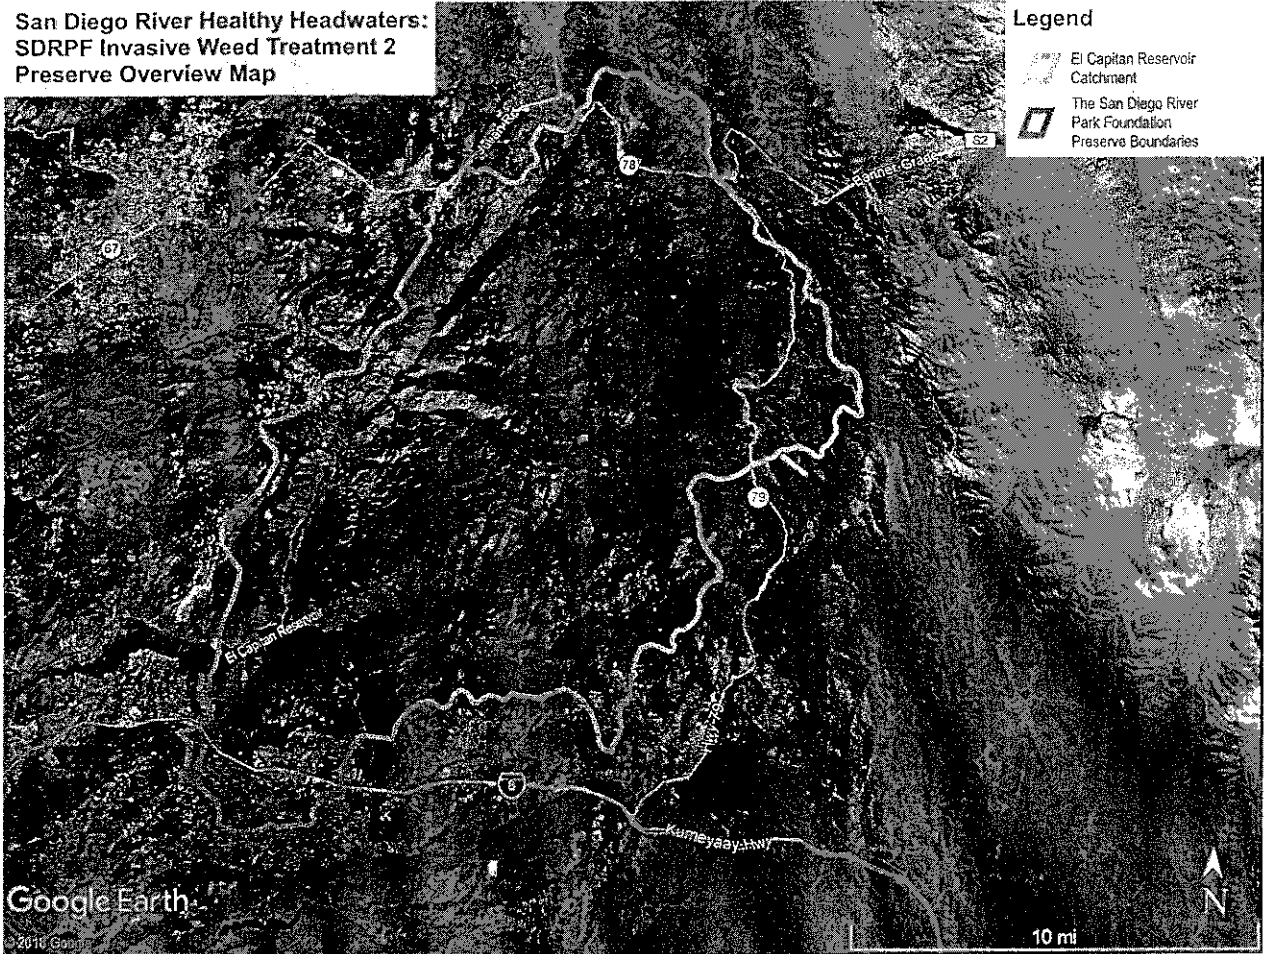 San Diego River Healthy Headwaters:
SDRPF Invasive Weed Treatment 2
Preserve Overview Map
Legend
El Capitan Reservoir
Catchment
The San Diego River
Park Foundation
Preserve Boundaries
S2
78
67
79
El Capitan Reservoir
8
Kumeyaay Hwy
Google Earth
© 2018 Google
N
10 mi